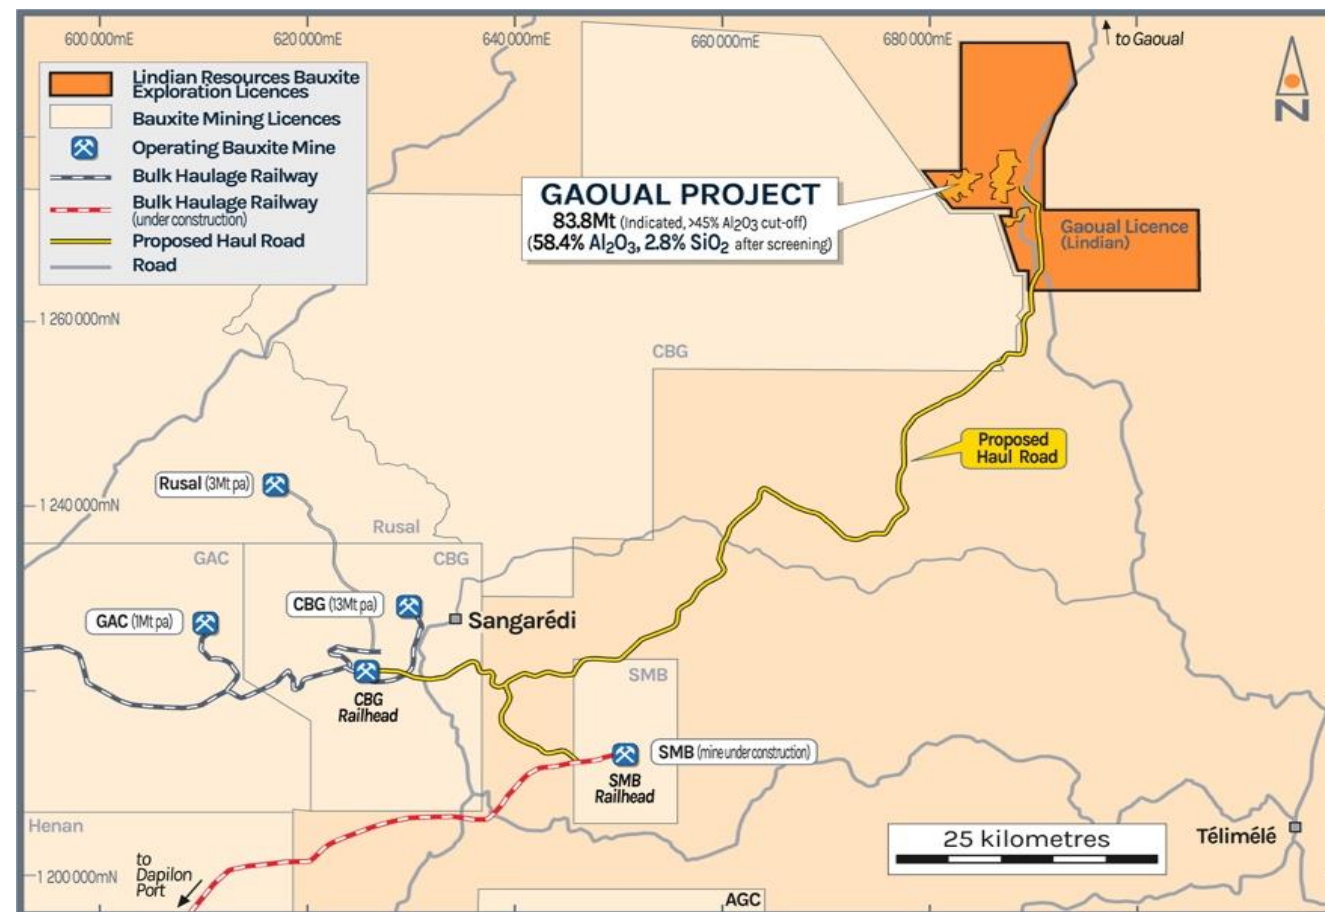 600 000mE
620 000mE
640 000mE
660 000mE
680 000mE
to Gaoual
Lindian Resources Bauxite
Exploration Licences
Bauxite Mining Licences
Operating Bauxite Mine
Bulk Haulage Railway
Bulk Haulage Railway
(under construction)
Proposed Haul Road
Road
N
GAOUAL PROJECT
83.8Mt (Indicated, >45% Al2O3 cut-off)
(58.4% Al2O3, 2.8% SiO2 after screening)
Gaoual Licence
(Lindian)
1 260 000mN
CBG
Proposed
Haul Road
Rusal (3Mt pa)
1 240 000mN
Rusal
GAC
CBG
CBG (13Mt pa)
GAC (1Mt pa)
Sangarédi
SMB
CBG
Railhead
SMB (mine under construction)
SMB
Railhead
Henan
25 kilometres
Télimélé
to
Dapilon
Port
1 200 000mN
AGC